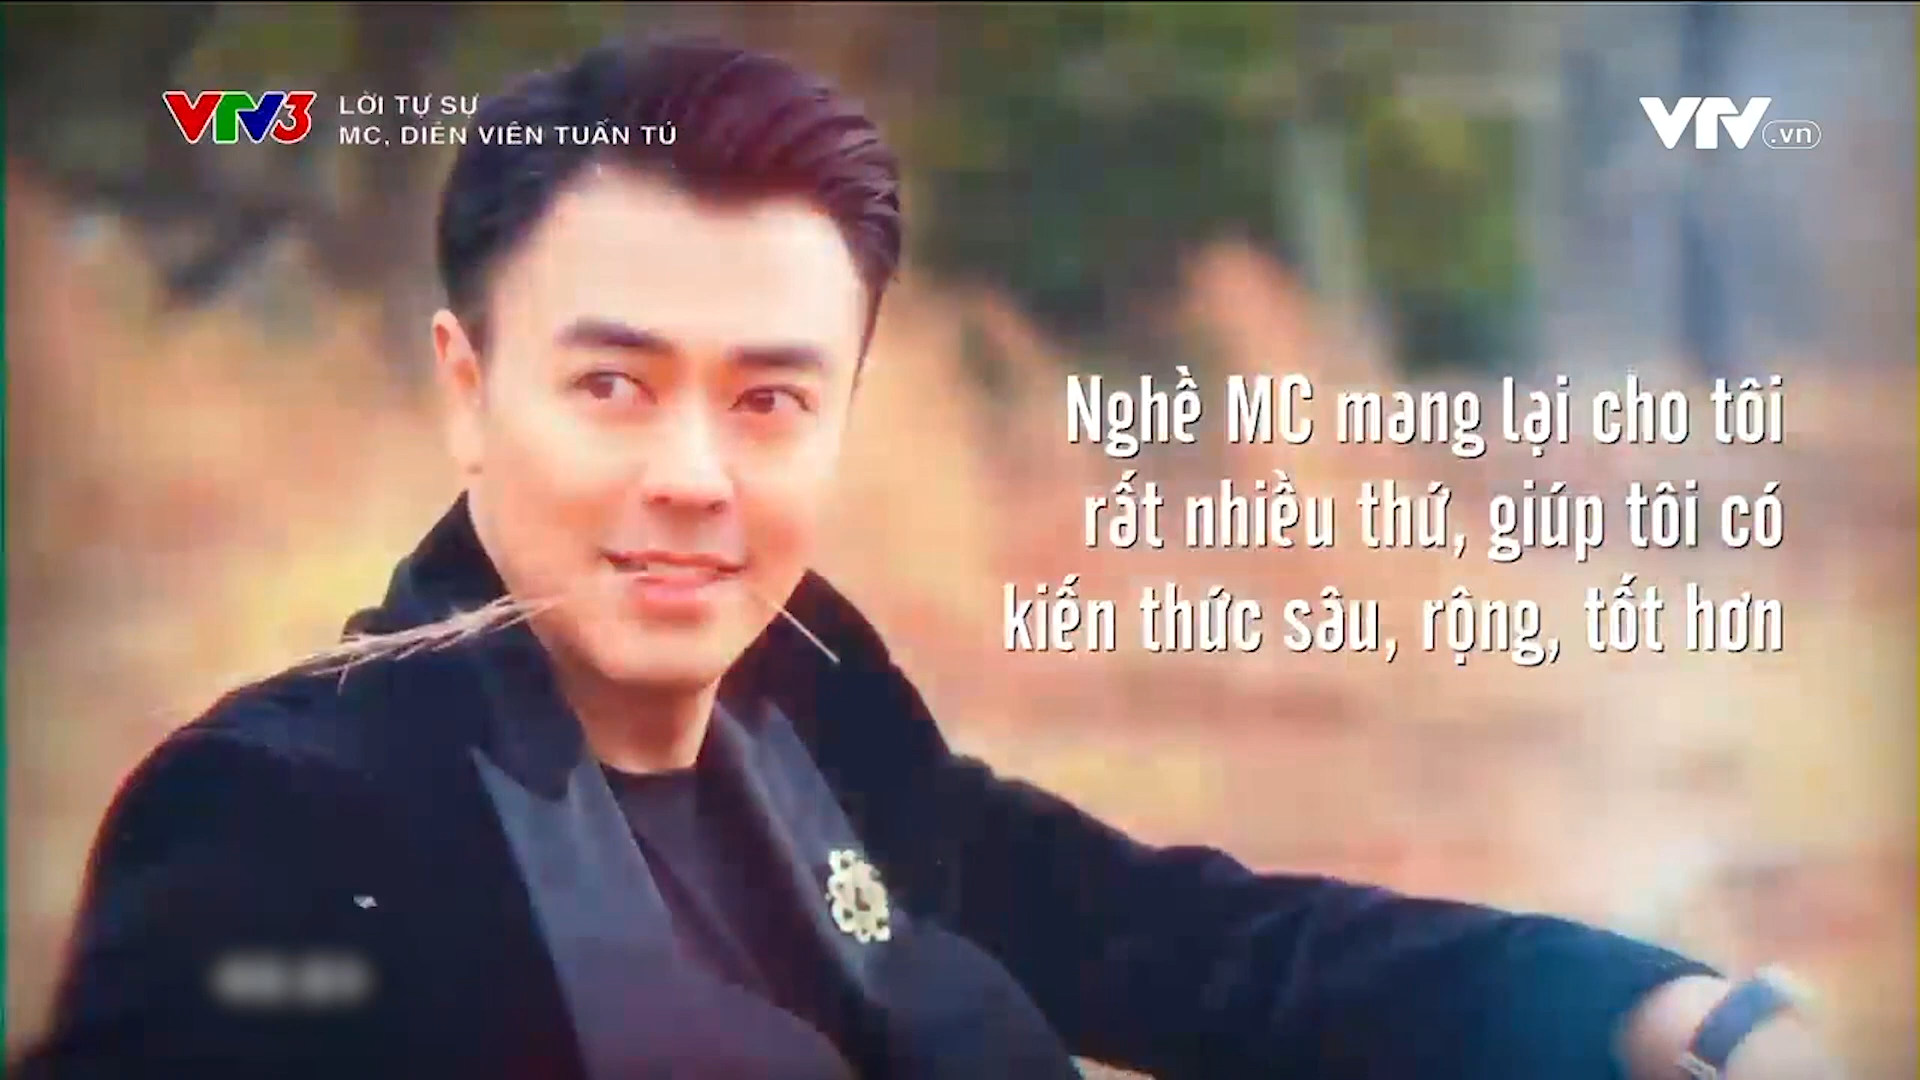 VTV3
LỜI TỰ SỰ
MC, DIỄN VIÊN TUẤN TÚ
VTV.vn
Nghề MC mang lại cho tôi
rất nhiều thứ, giúp tôi có
kiến thức sâu, rộng, tốt hơn